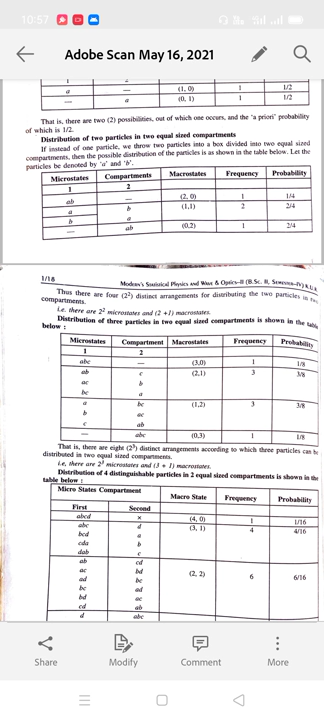 10:57
Adobe Scan May 16, 2021
1
a — (1, 0) 1 1/2
— a (0, 1) 1 1/2
That is, there are two (2) possibilities, out of which one occurs, and the 'a priori' probability
of which is 1/2.
Distribution of two particles in two equal sized compartments
If instead of one particle, we throw two particles into a box divided into two equal sized
compartments, then the possible distribution of the particles is as shown in the table below. Let the
particles be denoted by 'a' and 'b'.
Microstates Compartments Macrostates Frequency Probability
1 2
ab — (2, 0) 1 1/4
a b (1,1) 2 2/4
b a
— ab (0,2) 1 2/4
1/16 Modern's Statistical Physics and Wave & Optics-II (B.Sc. II, Semester-IV) K.U.K.
Thus there are four (2²) distinct arrangements for distributing the two particles in two
compartments.
i.e. there are 2² microstates and (2 +1) macrostates.
Distribution of three particles in two equal sized compartments is shown in the table
below :
Microstates Compartment Macrostates Frequency Probability
1 2
abc — (3,0) 1 1/8
ab c (2,1) 3 3/8
ac b
bc a
a bc (1,2) 3 3/8
b ac
c ab
— abc (0,3) 1 1/8
That is, there are eight (2³) distinct arrangements according to which three particles can be
distributed in two equal sized compartments.
i.e, there are 2³ microstates and (3 + 1) macrostates.
Distribution of 4 distinguishable particles in 2 equal sized compartments is shown in the
table below :
Micro States Compartment Macro State Frequency Probability
First Second
abcd × (4, 0) 1 1/16
abc d (3, 1) 4 4/16
bcd a
cda b
dab c
ab cd
ac bd (2, 2) 6 6/16
ad bc
bc ad
bd ac
cd ab
d abc
Share Modify Comment More